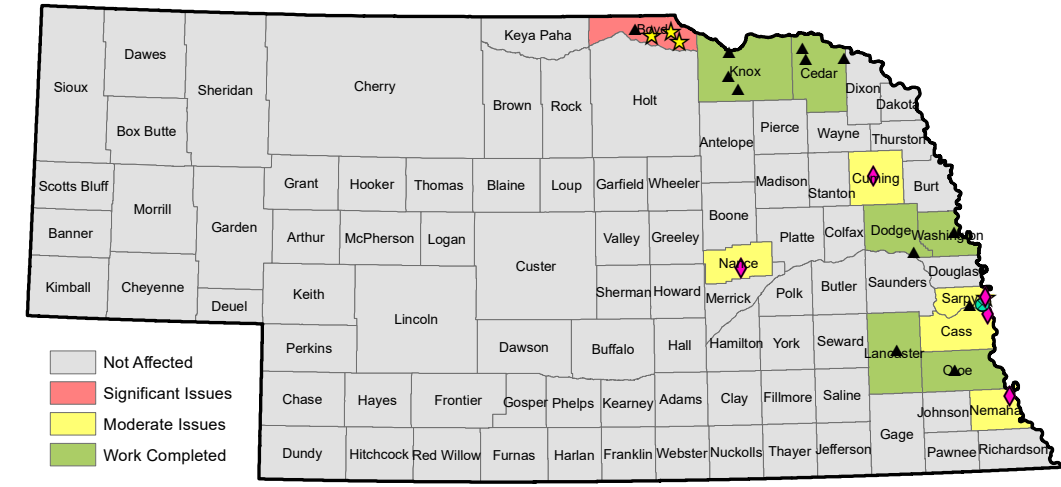 Boyd
Keya Paha
Dawes
Knox
Cedar
Sioux
Sheridan
Cherry
Dixon
Brown
Rock
Holt
Dakota
Box Butte
Pierce
Wayne
Thurston
Antelope
Scotts Bluff
Grant
Hooker
Thomas
Blaine
Loup
Garfield
Wheeler
Madison
Stanton
Cuming
Burt
Morrill
Boone
Garden
Banner
Arthur
McPherson
Logan
Valley
Greeley
Platte
Colfax
Dodge
Washington
Custer
Nance
Douglas
Kimball
Cheyenne
Deuel
Keith
Sherman
Howard
Merrick
Polk
Butler
Saunders
Sarpy
Lincoln
Cass
Perkins
Dawson
Buffalo
Hall
Hamilton
York
Seward
Lancaster
Otoe
Not Affected
Significant Issues
Moderate Issues
Work Completed
Chase
Hayes
Frontier
Gosper
Phelps
Kearney
Adams
Clay
Fillmore
Saline
Johnson
Nemaha
Gage
Dundy
Hitchcock
Red Willow
Furnas
Harlan
Franklin
Webster
Nuckolls
Thayer
Jefferson
Pawnee
Richardson